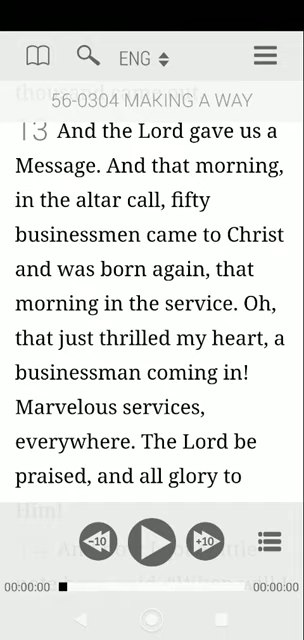 ENG
thousand
56-0304 MAKING A WAY
13 And the Lord gave us a
Message. And that morning,
in the altar call, fifty
businessmen came to Christ
and was born again, that
morning in the service. Oh,
that just thrilled my heart, a
businessman coming in!
Marvelous services,
everywhere. The Lord be
praised, and all glory to
Him!
-10
+10
14
00:00:00
00:00:00